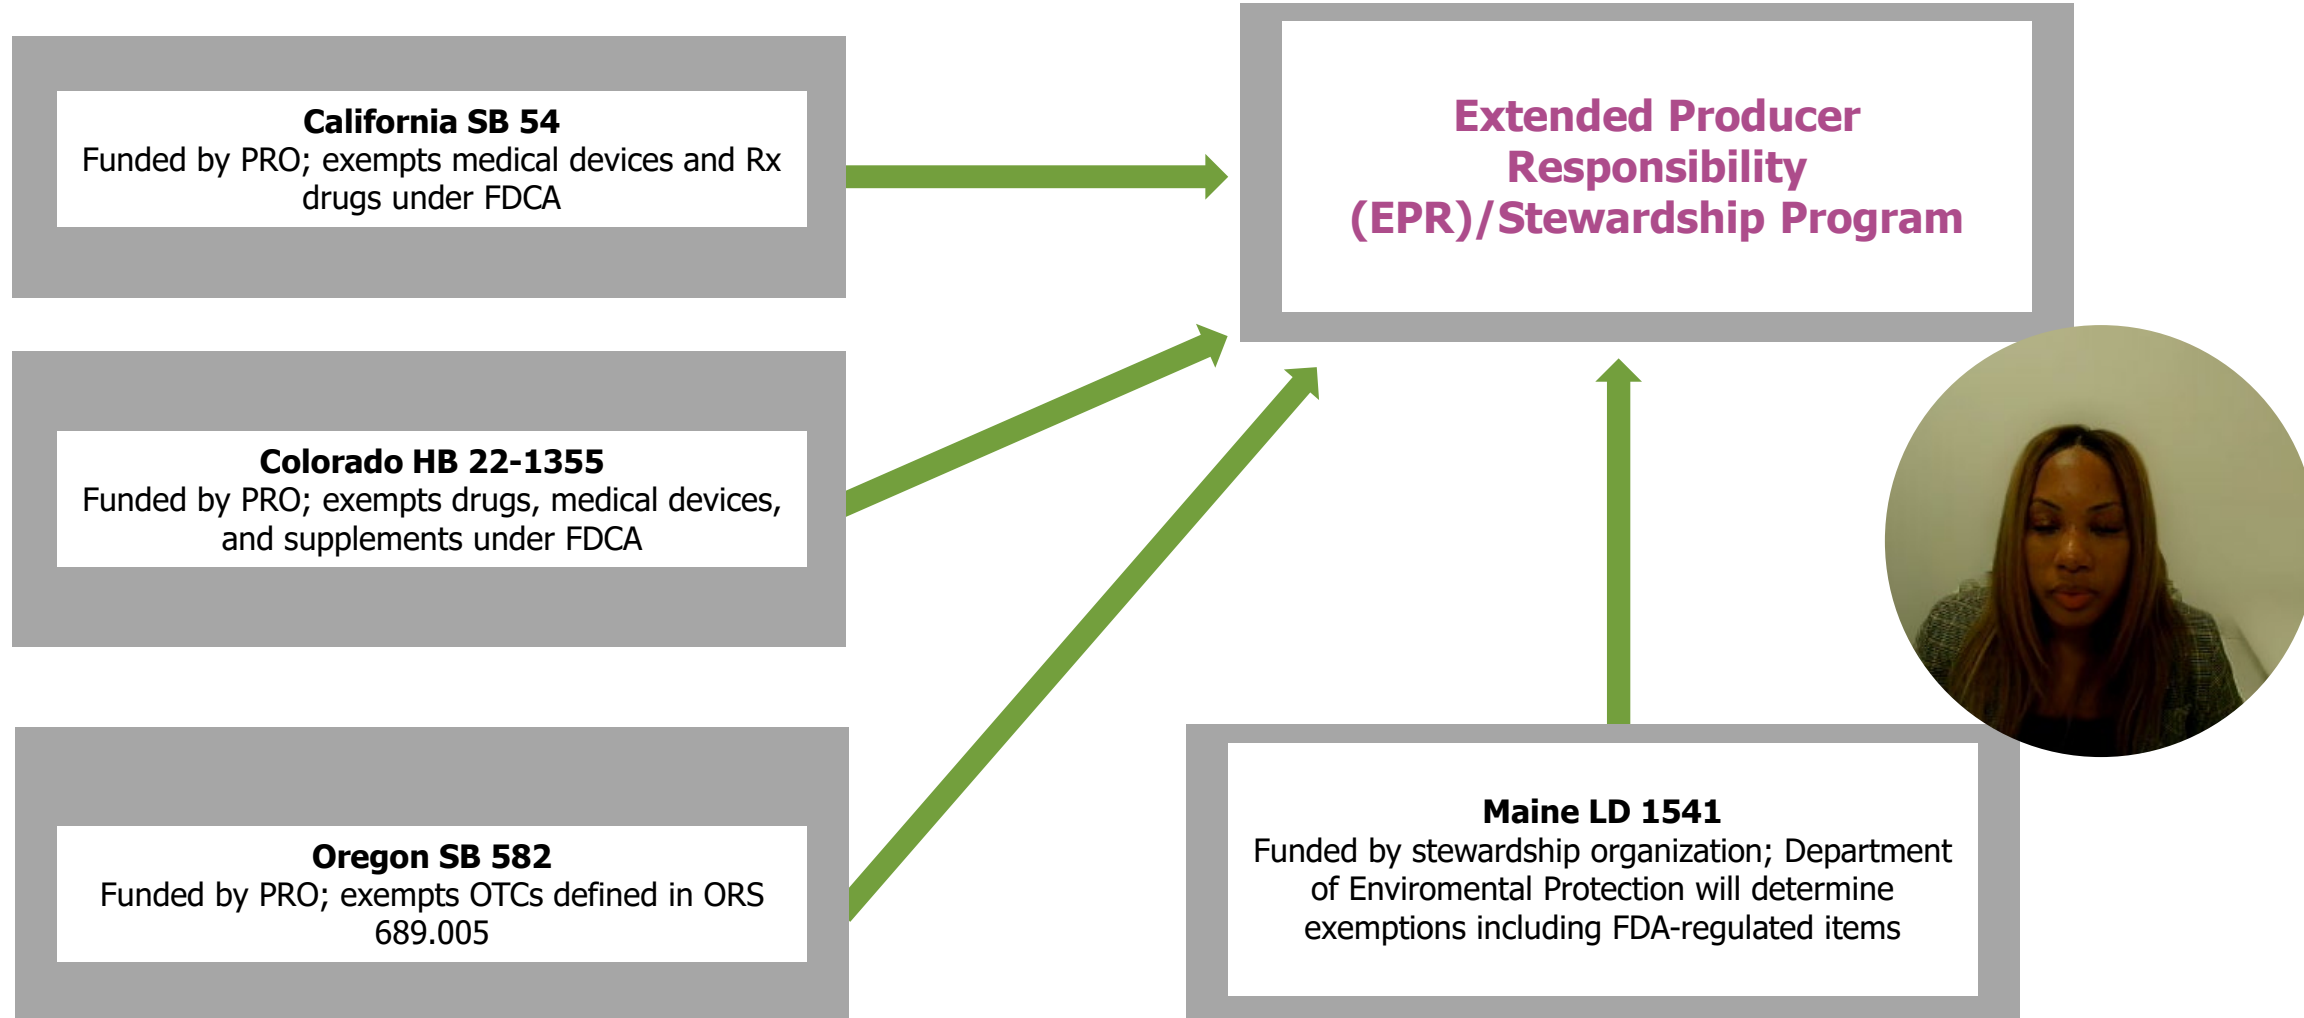 California SB 54
Funded by PRO; exempts medical devices and Rx
drugs under FDCA
Extended Producer
Responsibility
(EPR)/Stewardship Program
Colorado HB 22-1355
Funded by PRO; exempts drugs, medical devices,
and supplements under FDCA
Oregon SB 582
Funded by PRO; exempts OTCs defined in ORS
689.005
Maine LD 1541
Funded by stewardship organization; Department
of Enviromental Protection will determine
exemptions including FDA-regulated items